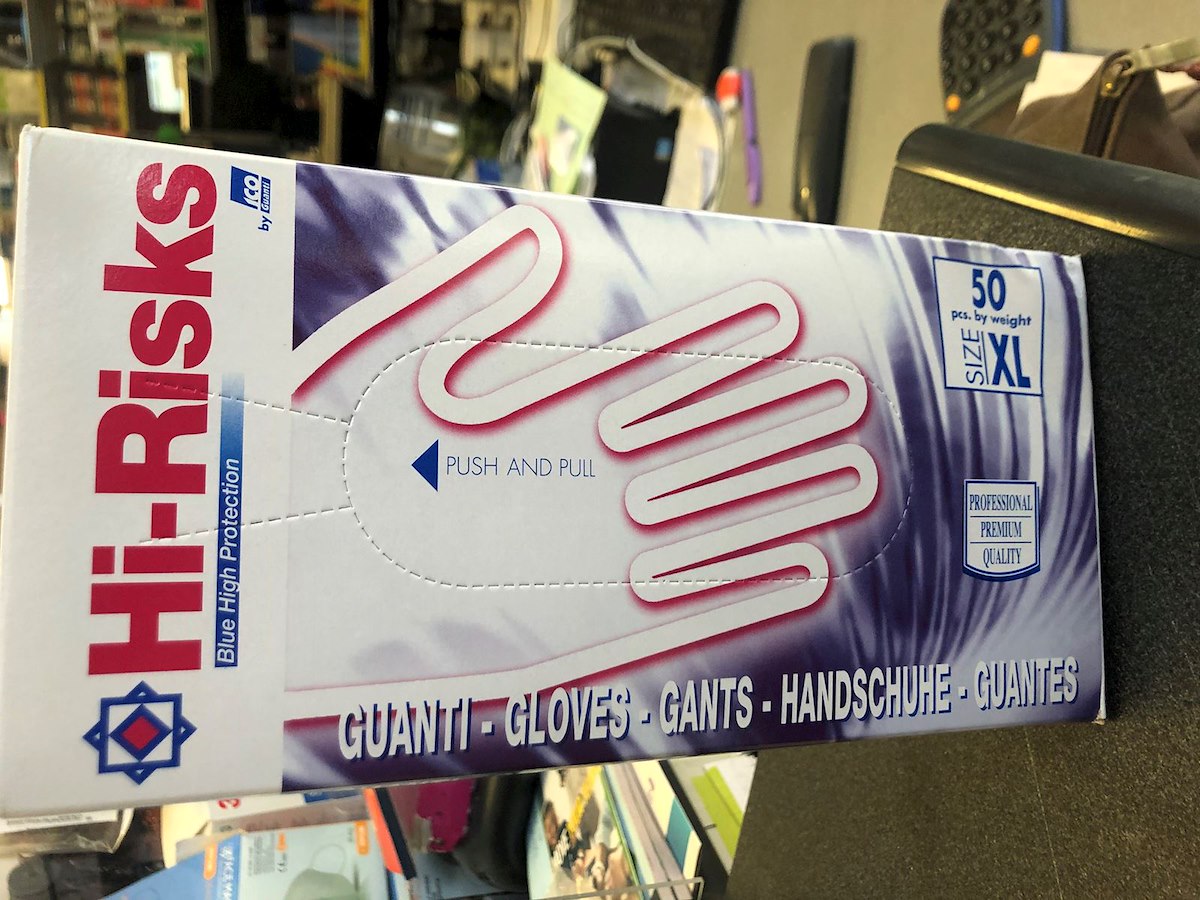 Hi-Risks
Blue High Protection
ICO
by Guanti
PUSH AND PULL
50
pcs. by weight
SIZE XL
PROFESSIONAL
PREMIUM
QUALITY
GUANTI - GLOVES - GANTS - HANDSCHUHE - GUANTES